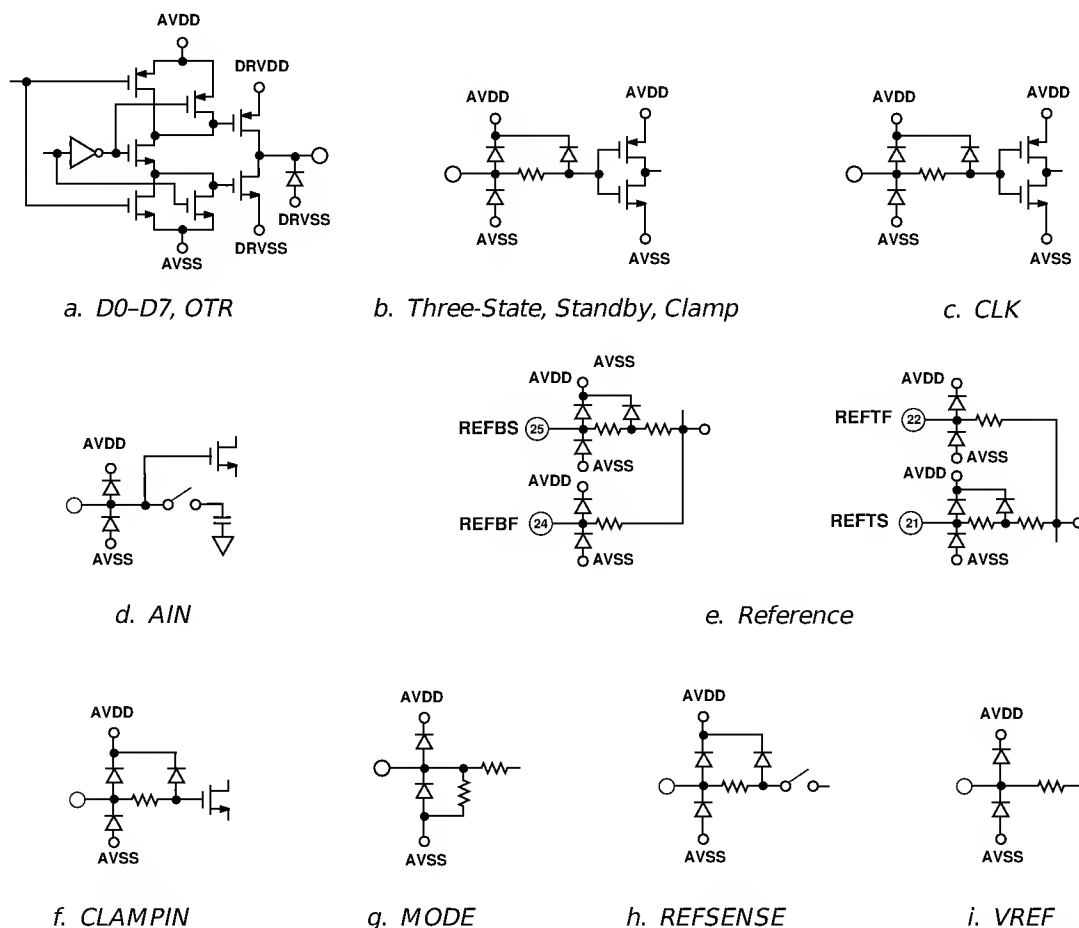 AVDD
DRVDD
DRVSS
DRVSS
AVSS
a. D0–D7, OTR
AVDD
AVDD
AVSS
AVSS
b. Three-State, Standby, Clamp
AVDD
AVDD
AVSS
AVSS
c. CLK
AVDD
AVSS
d. AIN
AVSS
AVDD
REFBS 25
AVSS
AVDD
REFBF 24
AVSS
AVDD
REFTF 22
AVSS
AVDD
REFTS 21
AVSS
e. Reference
AVDD
AVSS
f. CLAMPIN
AVDD
AVSS
g. MODE
AVDD
AVSS
h. REFSENSE
AVDD
AVSS
i. VREF